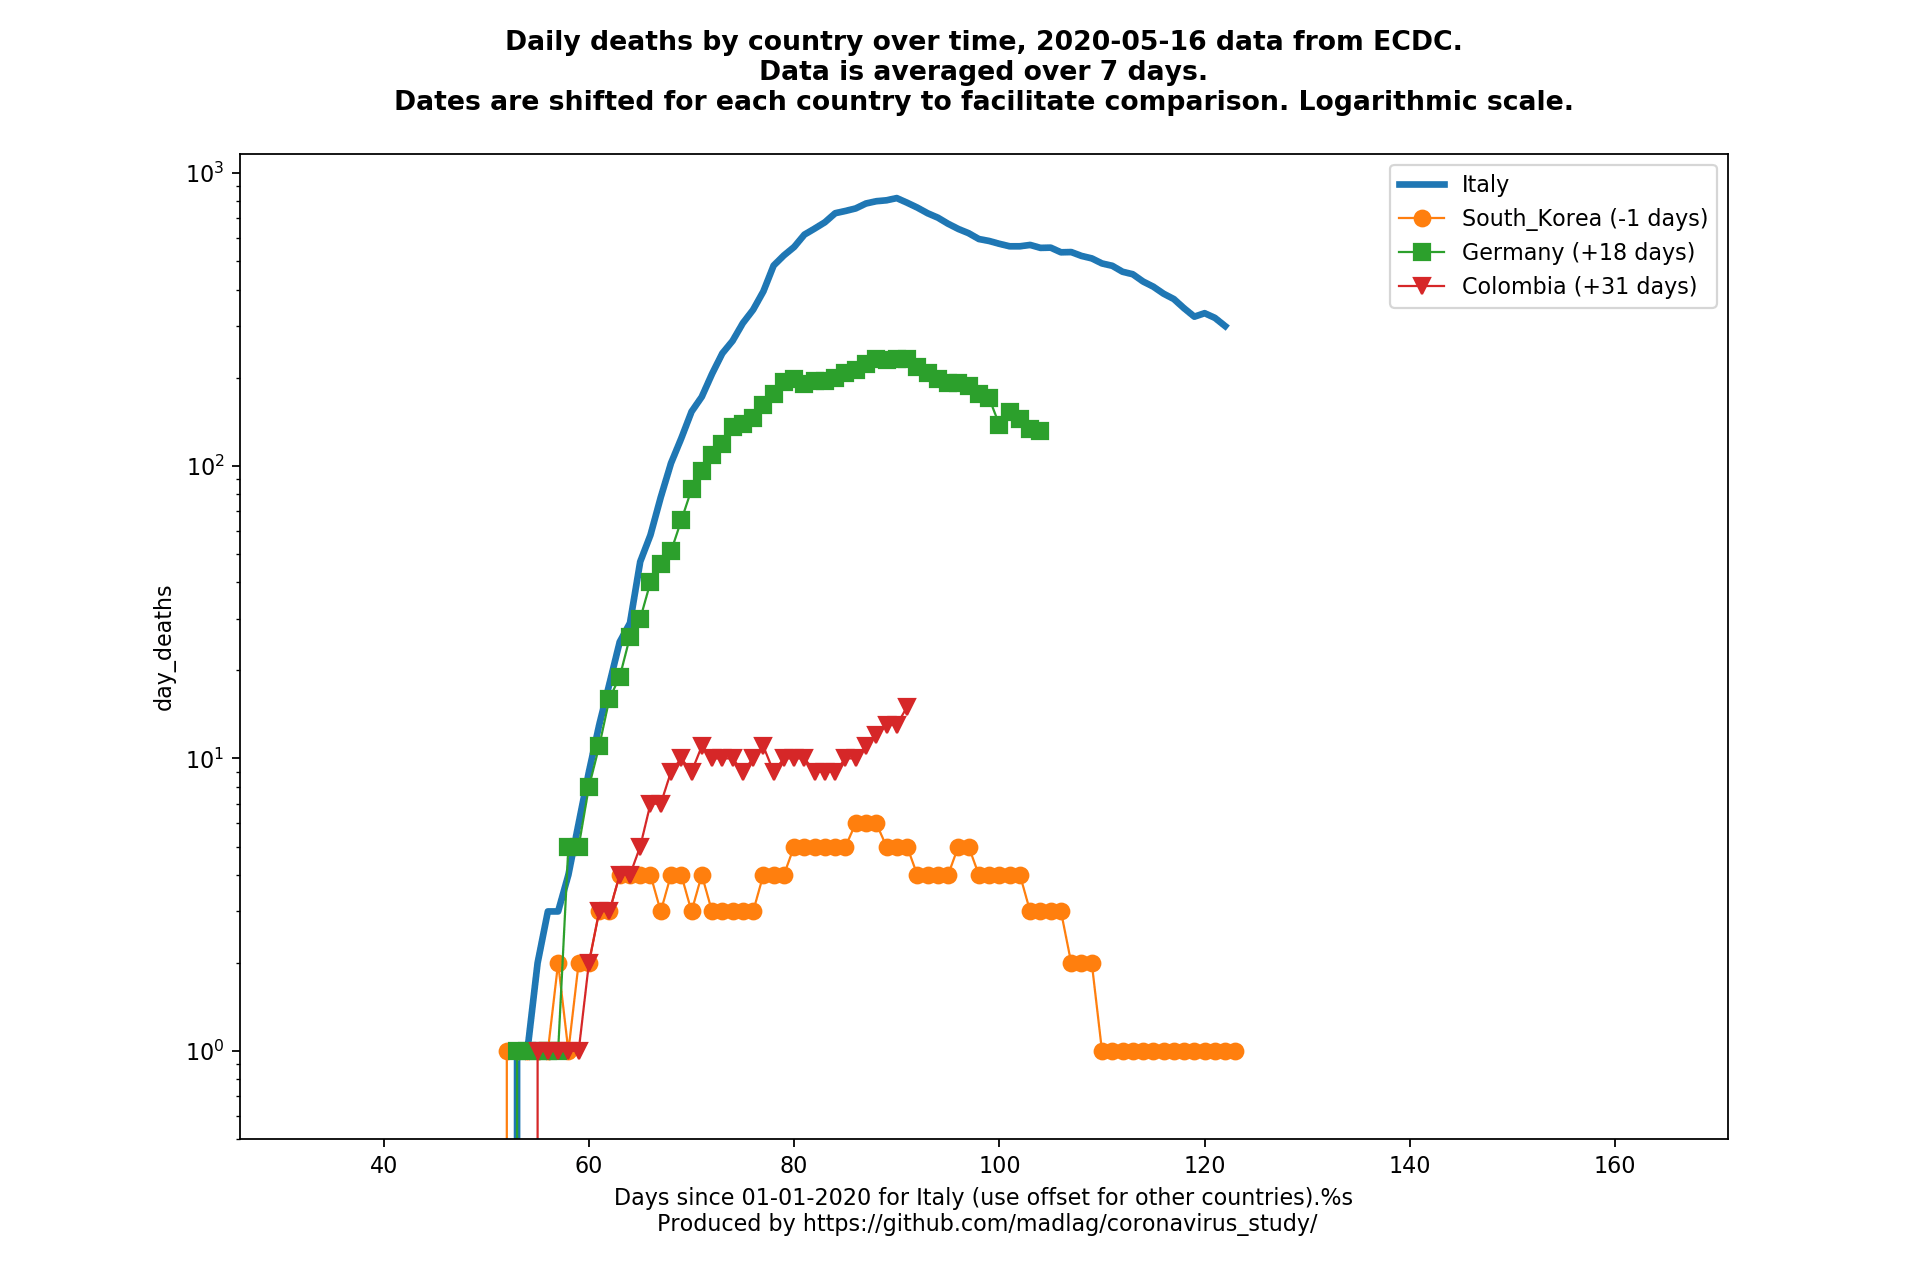 Daily deaths by country over time, 2020-05-16 data from ECDC.
Data is averaged over 7 days.
Dates are shifted for each country to facilitate comparison. Logarithmic scale.
Italy
South_Korea (-1 days)
Germany (+18 days)
Colombia (+31 days)
10³
10²
10¹
10⁰
day_deaths
40 60 80 100 120 140 160
Days since 01-01-2020 for Italy (use offset for other countries).%s
Produced by https://github.com/madlag/coronavirus_study/